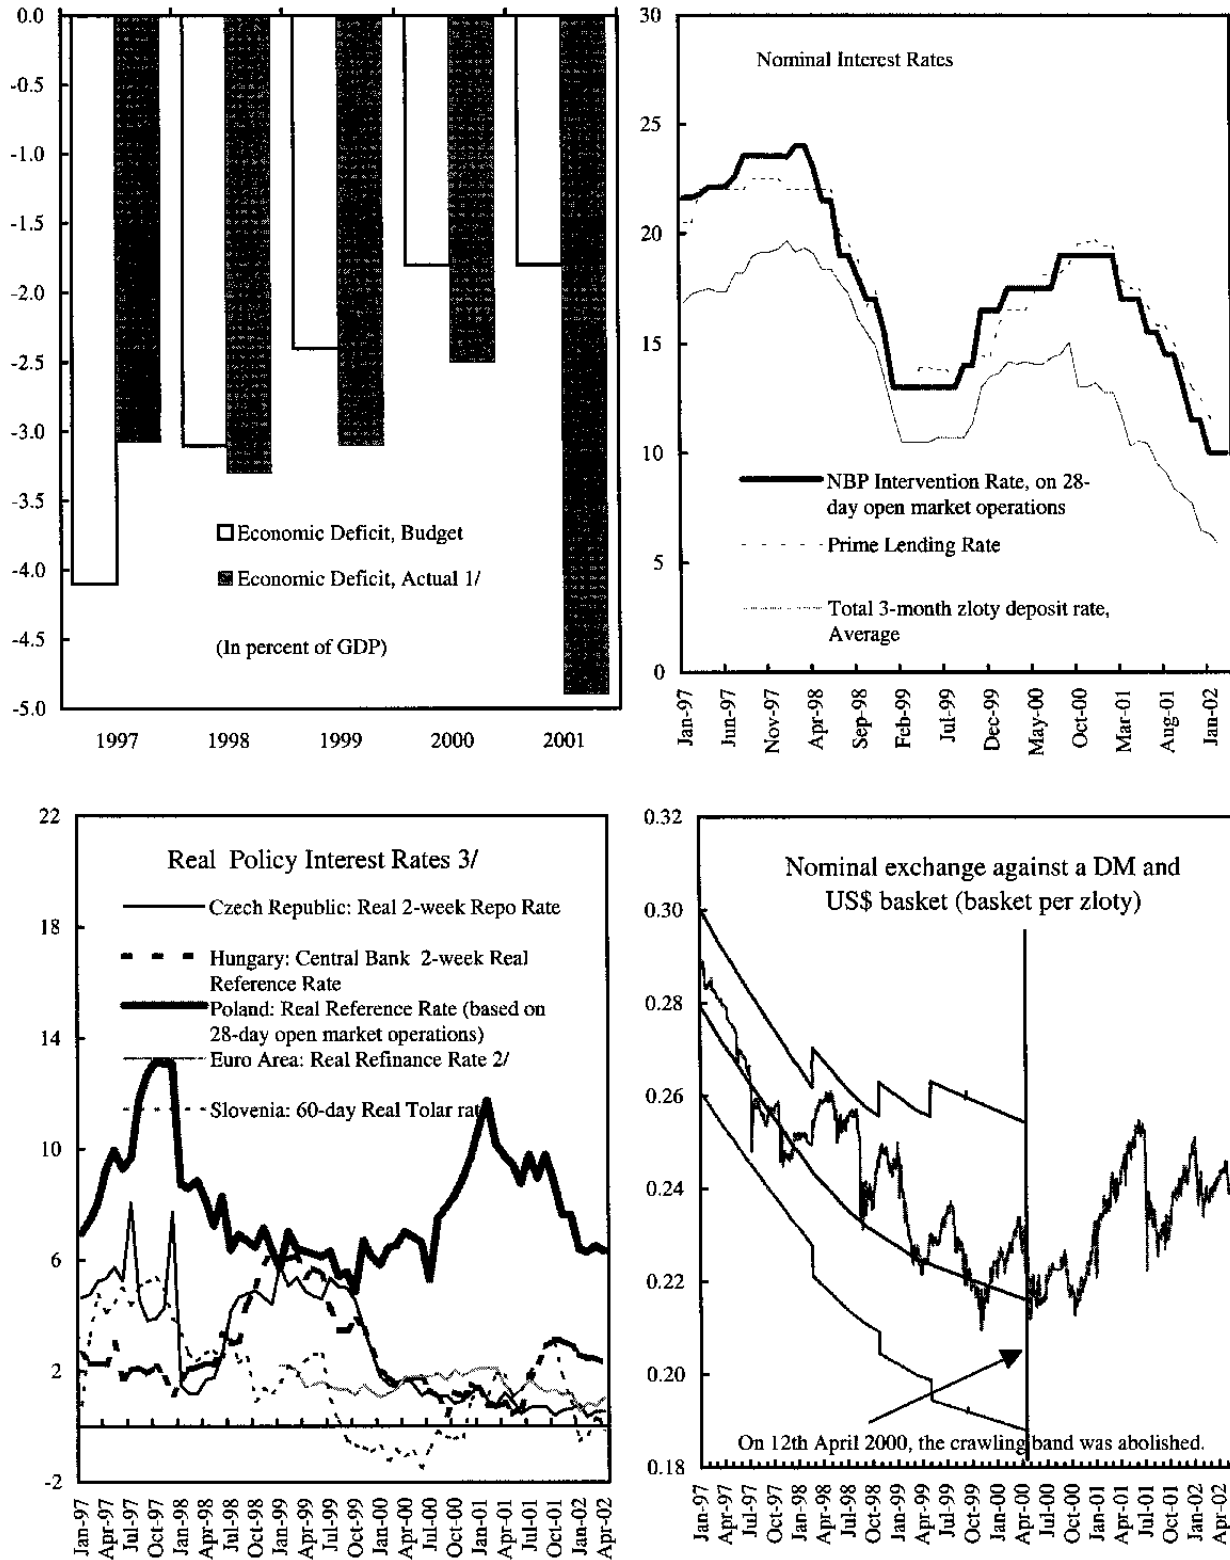 0.0
-0.5
-1.0
-1.5
-2.0
-2.5
-3.0
-3.5
-4.0
-4.5
-5.0
Economic Deficit, Budget
Economic Deficit, Actual 1/
(In percent of GDP)
1997 1998 1999 2000 2001
30
25
20
15
10
5
0
Nominal Interest Rates
NBP Intervention Rate, on 28-
day open market operations
Prime Lending Rate
Total 3-month zloty deposit rate,
Average
Jan-97 Jun-97 Nov-97 Apr-98 Sep-98 Feb-99 Jul-99 Dec-99 May-00 Oct-00 Mar-01 Aug-01 Jan-02
22
18
14
10
6
2
-2
Real Policy Interest Rates 3/
Czech Republic: Real 2-week Repo Rate
Hungary: Central Bank 2-week Real
Reference Rate
Poland: Real Reference Rate (based on
28-day open market operations)
Euro Area: Real Refinance Rate 2/
Slovenia: 60-day Real Tolar rate
Jan-97 Apr-97 Jul-97 Oct-97 Jan-98 Apr-98 Jul-98 Oct-98 Jan-99 Apr-99 Jul-99 Oct-99 Jan-00 Apr-00 Jul-00 Oct-00 Jan-01 Apr-01 Jul-01 Oct-01 Jan-02 Apr-02
0.32
0.30
0.28
0.26
0.24
0.22
0.20
0.18
Nominal exchange against a DM and
US$ basket (basket per zloty)
On 12th April 2000, the crawling band was abolished.
Jan-97 Apr-97 Jul-97 Oct-97 Jan-98 Apr-98 Jul-98 Oct-98 Jan-99 Apr-99 Jul-99 Oct-99 Jan-00 Apr-00 Jul-00 Oct-00 Jan-01 Apr-01 Jul-01 Oct-01 Jan-02 Apr-02